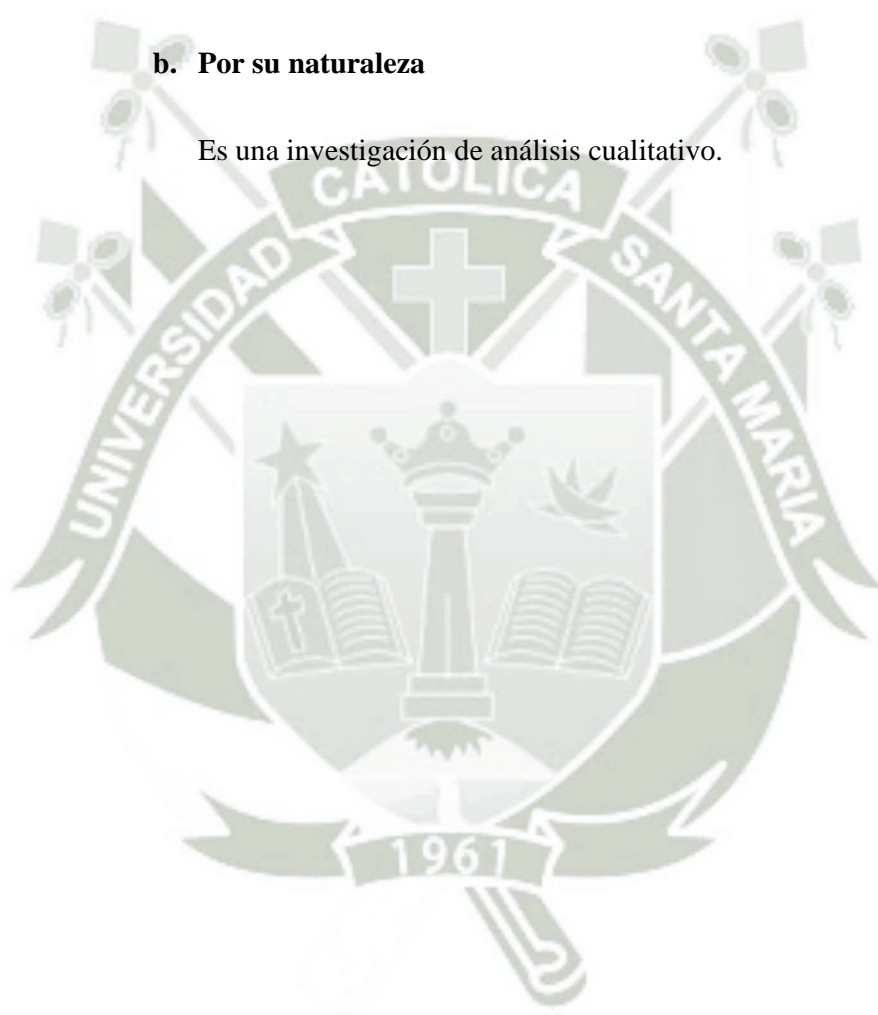 b. Por su naturaleza
Es una investigación de análisis cualitativo.
UNIVERSIDAD CATOLICA SANTA MARIA
1961